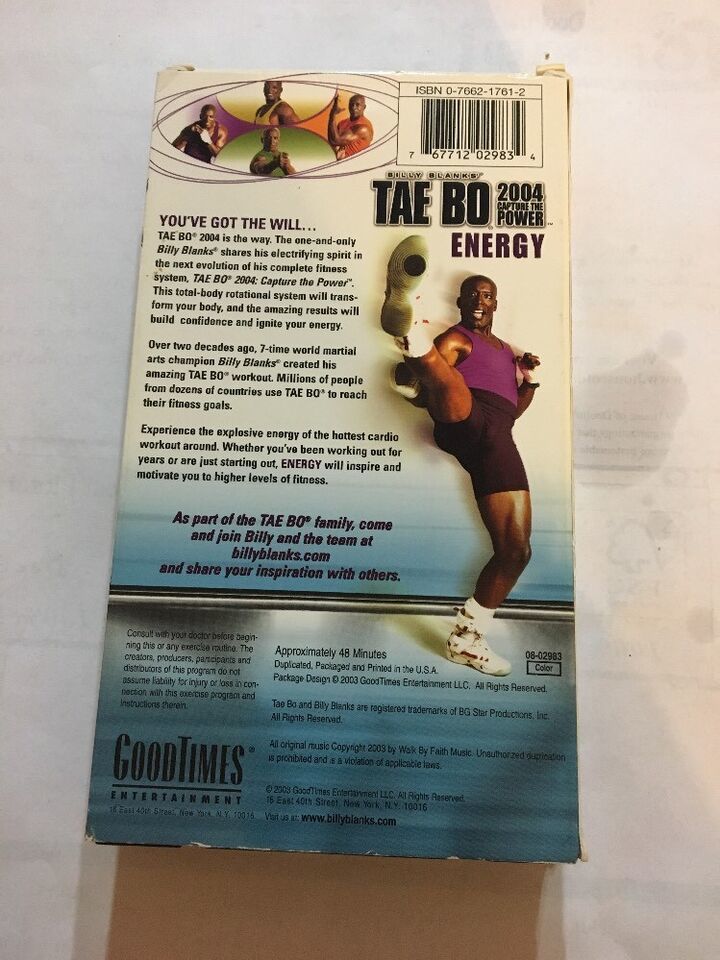 ISBN 0-7662-1761-2
7 67712 02983 4
BILLY BLANKS®
TAE BO® 2004
CAPTURE THE
POWER™
ENERGY
YOU'VE GOT THE WILL...
TAE BO® 2004 is the way. The one-and-only
Billy Blanks® shares his electrifying spirit in
the next evolution of his complete fitness
system, TAE BO® 2004: Capture the Power™.
This total-body rotational system will trans-
form your body, and the amazing results will
build confidence and ignite your energy.
Over two decades ago, 7-time world martial
arts champion Billy Blanks® created his
amazing TAE BO® workout. Millions of people
from dozens of countries use TAE BO® to reach
their fitness goals.
Experience the explosive energy of the hottest cardio
workout around. Whether you've been working out for
years or are just starting out, ENERGY will inspire and
motivate you to higher levels of fitness.
As part of the TAE BO® family, come
and join Billy and the team at
billyblanks.com
and share your inspiration with others.
Consult with your doctor before begin-
ning this or any exercise routine. The
creators, producers, participants and
distributors of this program do not
assume liability for injury or loss in con-
nection with this exercise program and
instructions therein.
Approximately 48 Minutes
Duplicated, Packaged and Printed in the U.S.A.
Package Design © 2003 GoodTimes Entertainment LLC. All Rights Reserved.
08-02983
Color
Tae Bo and Billy Blanks are registered trademarks of BG Star Productions, Inc.
All Rights Reserved.
All original music Copyright 2003 by Walk By Faith Music. Unauthorized duplication
is prohibited and is a violation of applicable laws.
GOODTIMES®
ENTERTAINMENT
16 East 40th Street, New York, N.Y. 10016
© 2003 GoodTimes Entertainment LLC. All Rights Reserved.
16 East 40th Street, New York, N.Y. 10016
Visit us at: www.billyblanks.com